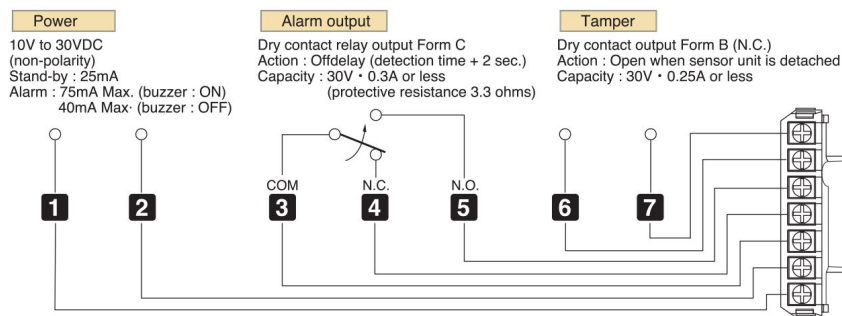 Power
10V to 30VDC
(non-polarity)
Stand-by : 25mA
Alarm : 75mA Max. (buzzer : ON)
40mA Max· (buzzer : OFF)
Alarm output
Dry contact relay output Form C
Action : Offdelay (detection time + 2 sec.)
Capacity : 30V · 0.3A or less
(protective resistance 3.3 ohms)
Tamper
Dry contact output Form B (N.C.)
Action : Open when sensor unit is detached
Capacity : 30V · 0.25A or less
COM
N.C.
N.O.
1
2
3
4
5
6
7